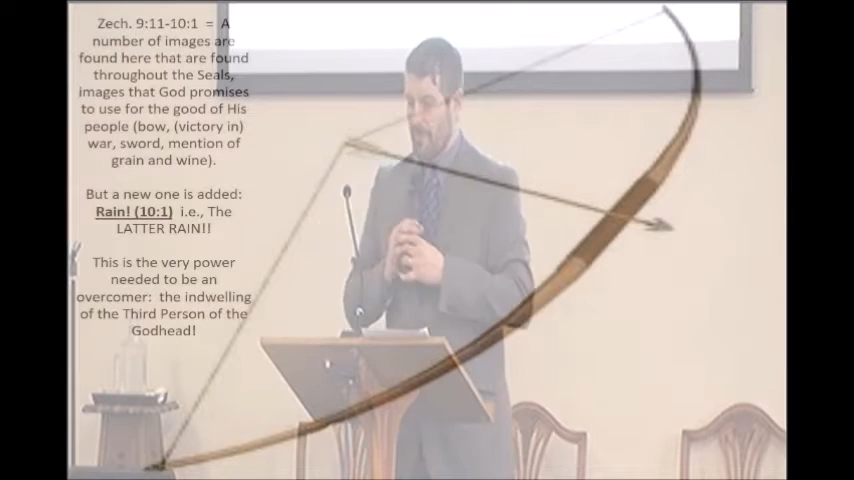 Zech. 9:11-10:1 = A
number of images are
found here that are found
throughout the Seals,
images that God promises
to use for the good of His
people (bow, (victory in)
war, sword, mention of
grain and wine).
But a new one is added:
Rain! (10:1) i.e., The
LATTER RAIN!!
This is the very power
needed to be an
overcomer: the indwelling
of the Third Person of the
Godhead!